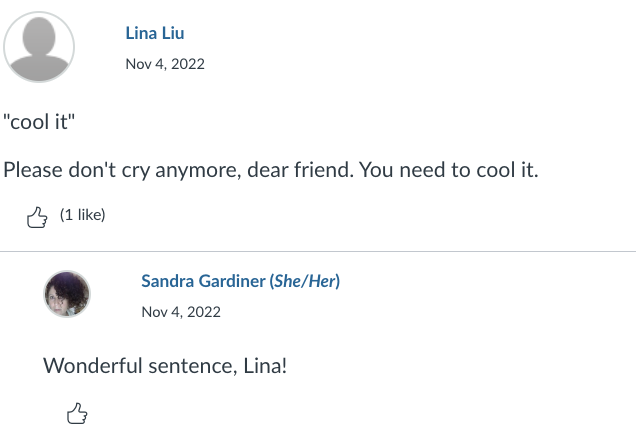 Lina Liu
Nov 4, 2022
"cool it"
Please don't cry anymore, dear friend. You need to cool it.
(1 like)
Sandra Gardiner (She/Her)
Nov 4, 2022
Wonderful sentence, Lina!